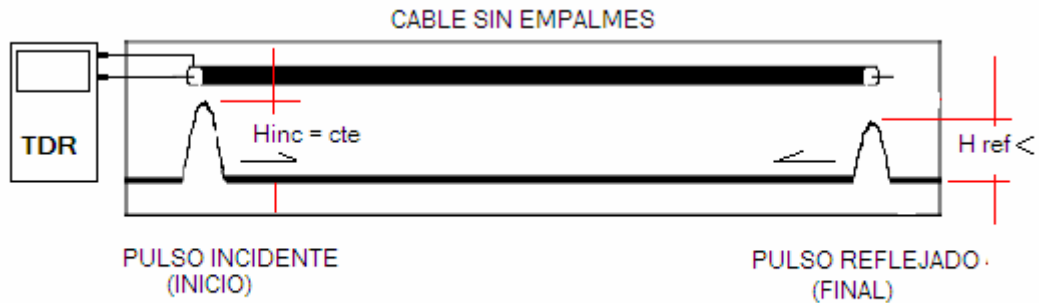 CABLE SIN EMPALMES
TDR
Hinc = cte
H ref <
PULSO INCIDENTE
(INICIO)
PULSO REFLEJADO
(FINAL)